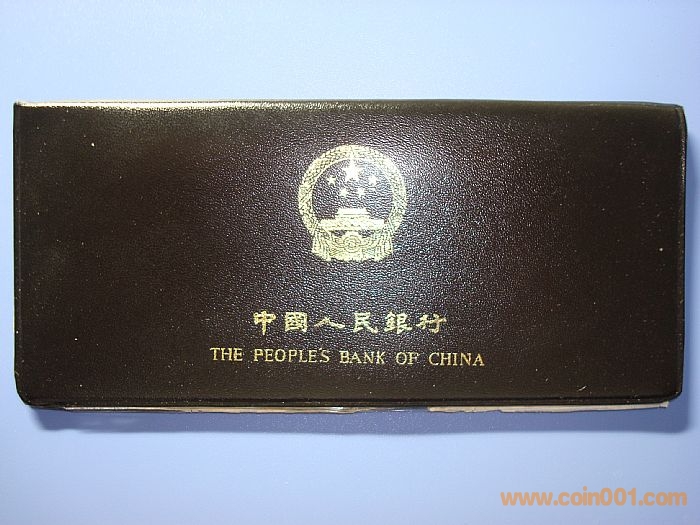 中國人民銀行
THE PEOPLE'S BANK OF CHINA
www.coin001.com